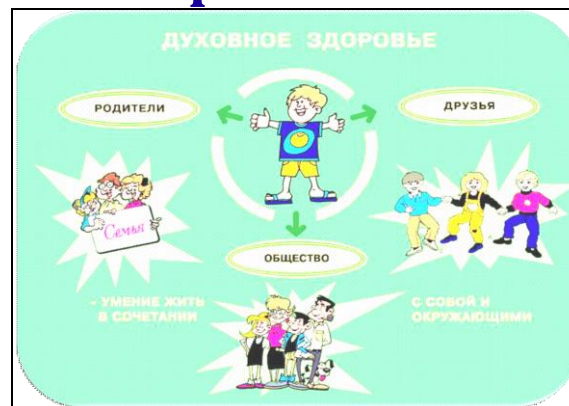 ДУХОВНОЕ ЗДОРОВЬЕ
РОДИТЕЛИ
ДРУЗЬЯ
Семья
ОБЩЕСТВО
- УМЕНИЕ ЖИТЬ
В СОЧЕТАНИИ
С СОБОЙ И
ОКРУЖАЮЩИМИ